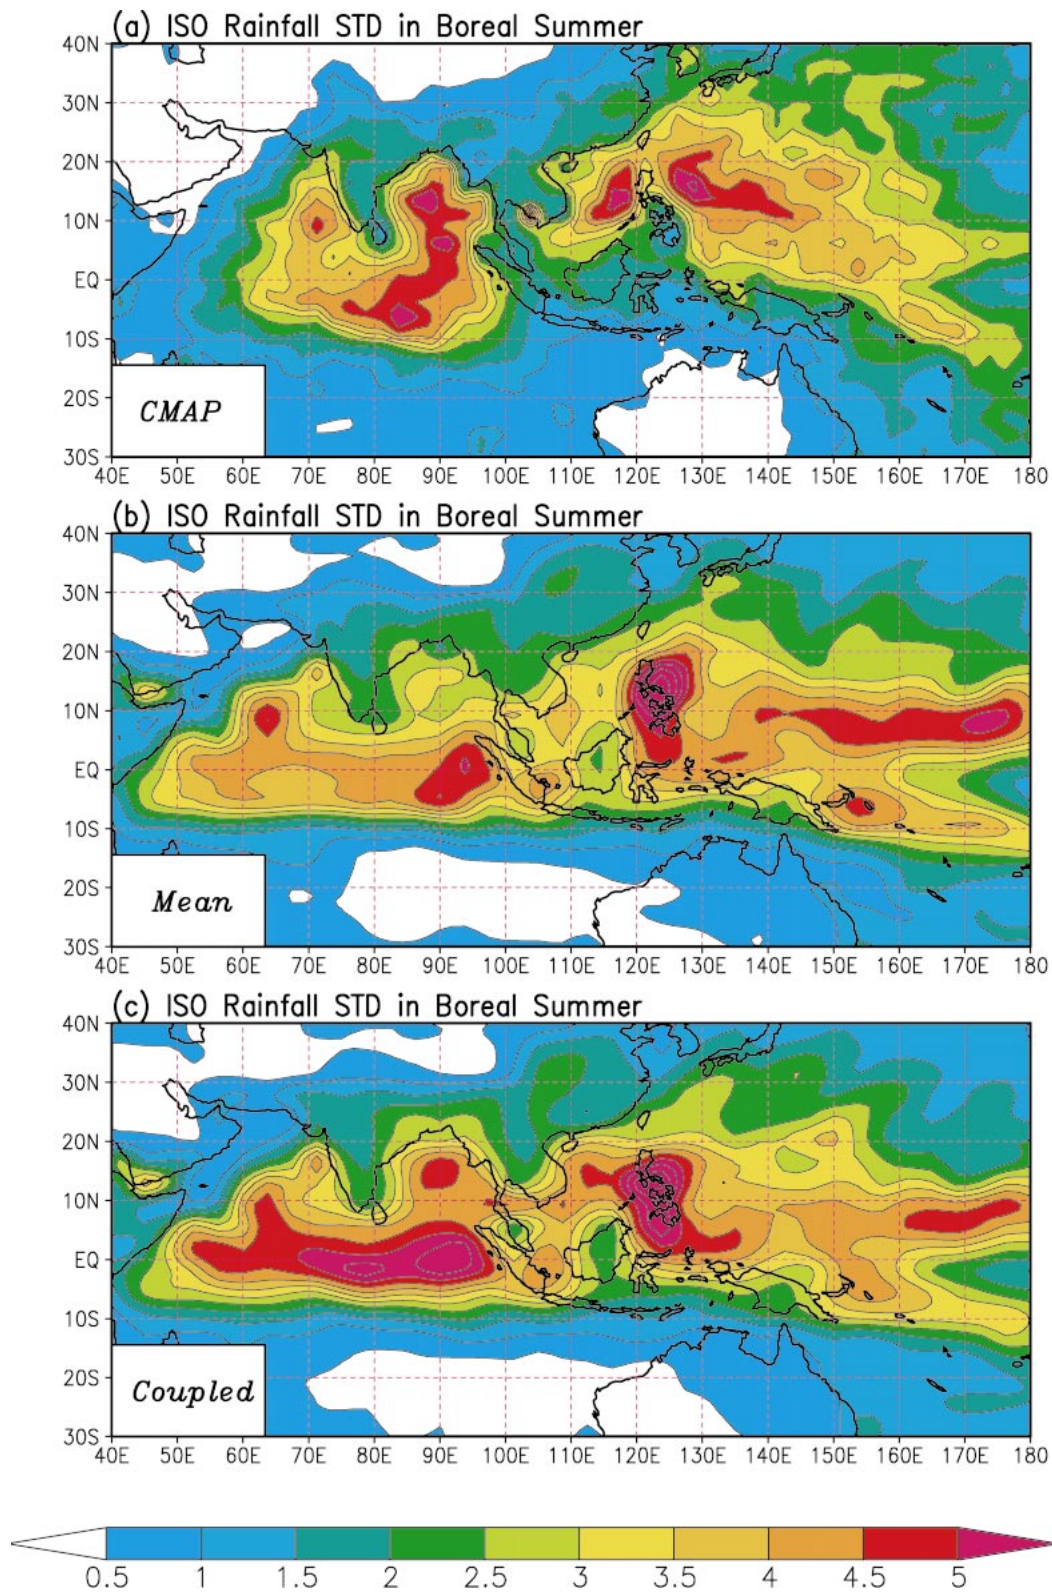 (a) ISO Rainfall STD in Boreal Summer
40N
30N
20N
10N
EQ
10S
20S
30S
CMAP
40E 50E 60E 70E 80E 90E 100E 110E 120E 130E 140E 150E 160E 170E 180
(b) ISO Rainfall STD in Boreal Summer
40N
30N
20N
10N
EQ
10S
20S
30S
Mean
40E 50E 60E 70E 80E 90E 100E 110E 120E 130E 140E 150E 160E 170E 180
(c) ISO Rainfall STD in Boreal Summer
40N
30N
20N
10N
EQ
10S
20S
30S
Coupled
40E 50E 60E 70E 80E 90E 100E 110E 120E 130E 140E 150E 160E 170E 180
0.5 1 1.5 2 2.5 3 3.5 4 4.5 5